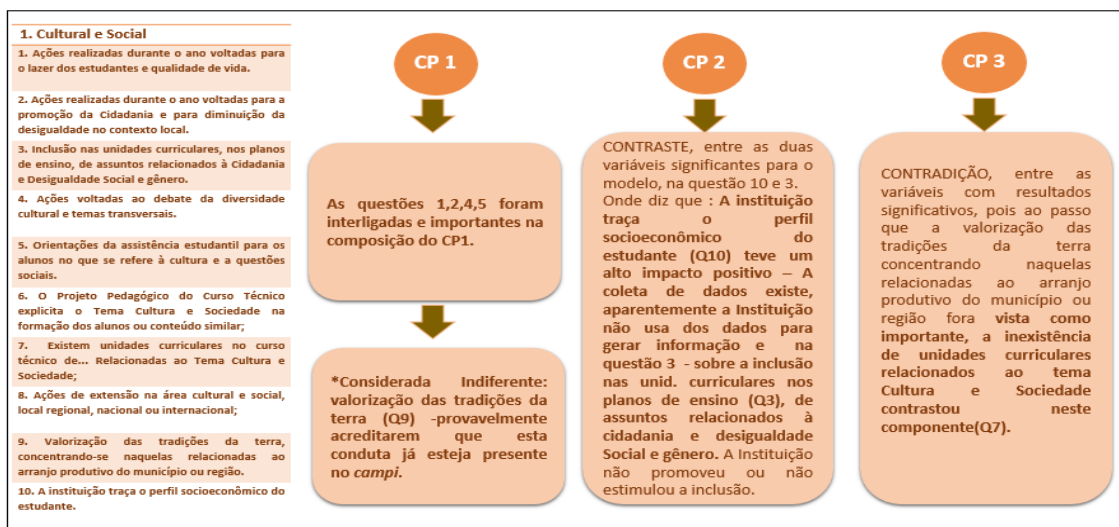 1. Cultural e Social
1. Ações realizadas durante o ano voltadas para
o lazer dos estudantes e qualidade de vida.
2. Ações realizadas durante o ano voltadas para a
promoção da Cidadania e para diminuição da
desigualdade no contexto local.
3. Inclusão nas unidades curriculares, nos planos
de ensino, de assuntos relacionados à Cidadania
e Desigualdade Social e gênero.
4. Ações voltadas ao debate da diversidade
cultural e temas transversais.
5. Orientações da assistência estudantil para os
alunos no que se refere à cultura e a questões
sociais.
6. O Projeto Pedagógico do Curso Técnico
explicita o Tema Cultura e Sociedade na
formação dos alunos ou conteúdo similar;
7. Existem unidades curriculares no curso
técnico de... Relacionadas ao Tema Cultura e
Sociedade;
8. Ações de extensão na área cultural e social,
local regional, nacional ou internacional;
9. Valorização das tradições da terra,
concentrando-se naquelas relacionadas ao
arranjo produtivo do município ou região.
10. A instituição traça o perfil socioeconômico do
estudante.
CP 1
As questões 1,2,4,5 foram
interligadas e importantes na
composição do CP1.
*Considerada Indiferente:
valorização das tradições da
terra (Q9) -provavelmente
acreditarem que esta
conduta já esteja presente
no campi.
CP 2
CONTRASTE, entre as duas
variáveis significantes para o
modelo, na questão 10 e 3.
Onde diz que : A instituição
traça o perfil
socioeconômico do
estudante (Q10) teve um
alto impacto positivo – A
coleta de dados existe,
aparentemente a Instituição
não usa dos dados para
gerar informação e na
questão 3 - sobre a inclusão
nas unid. curriculares nos
planos de ensino (Q3), de
assuntos relacionados à
cidadania e desigualdade
Social e gênero. A Instituição
não promoveu ou não
estimulou a inclusão.
CP 3
CONTRADIÇÃO, entre as
variáveis com resultados
significativos, pois ao passo
que a valorização das
tradições da terra
concentrando naquelas
relacionadas ao arranjo
produtivo do município ou
região fora vista como
importante, a inexistência
de unidades curriculares
relacionados ao tema
Cultura e Sociedade
contrastou neste
componente(Q7).